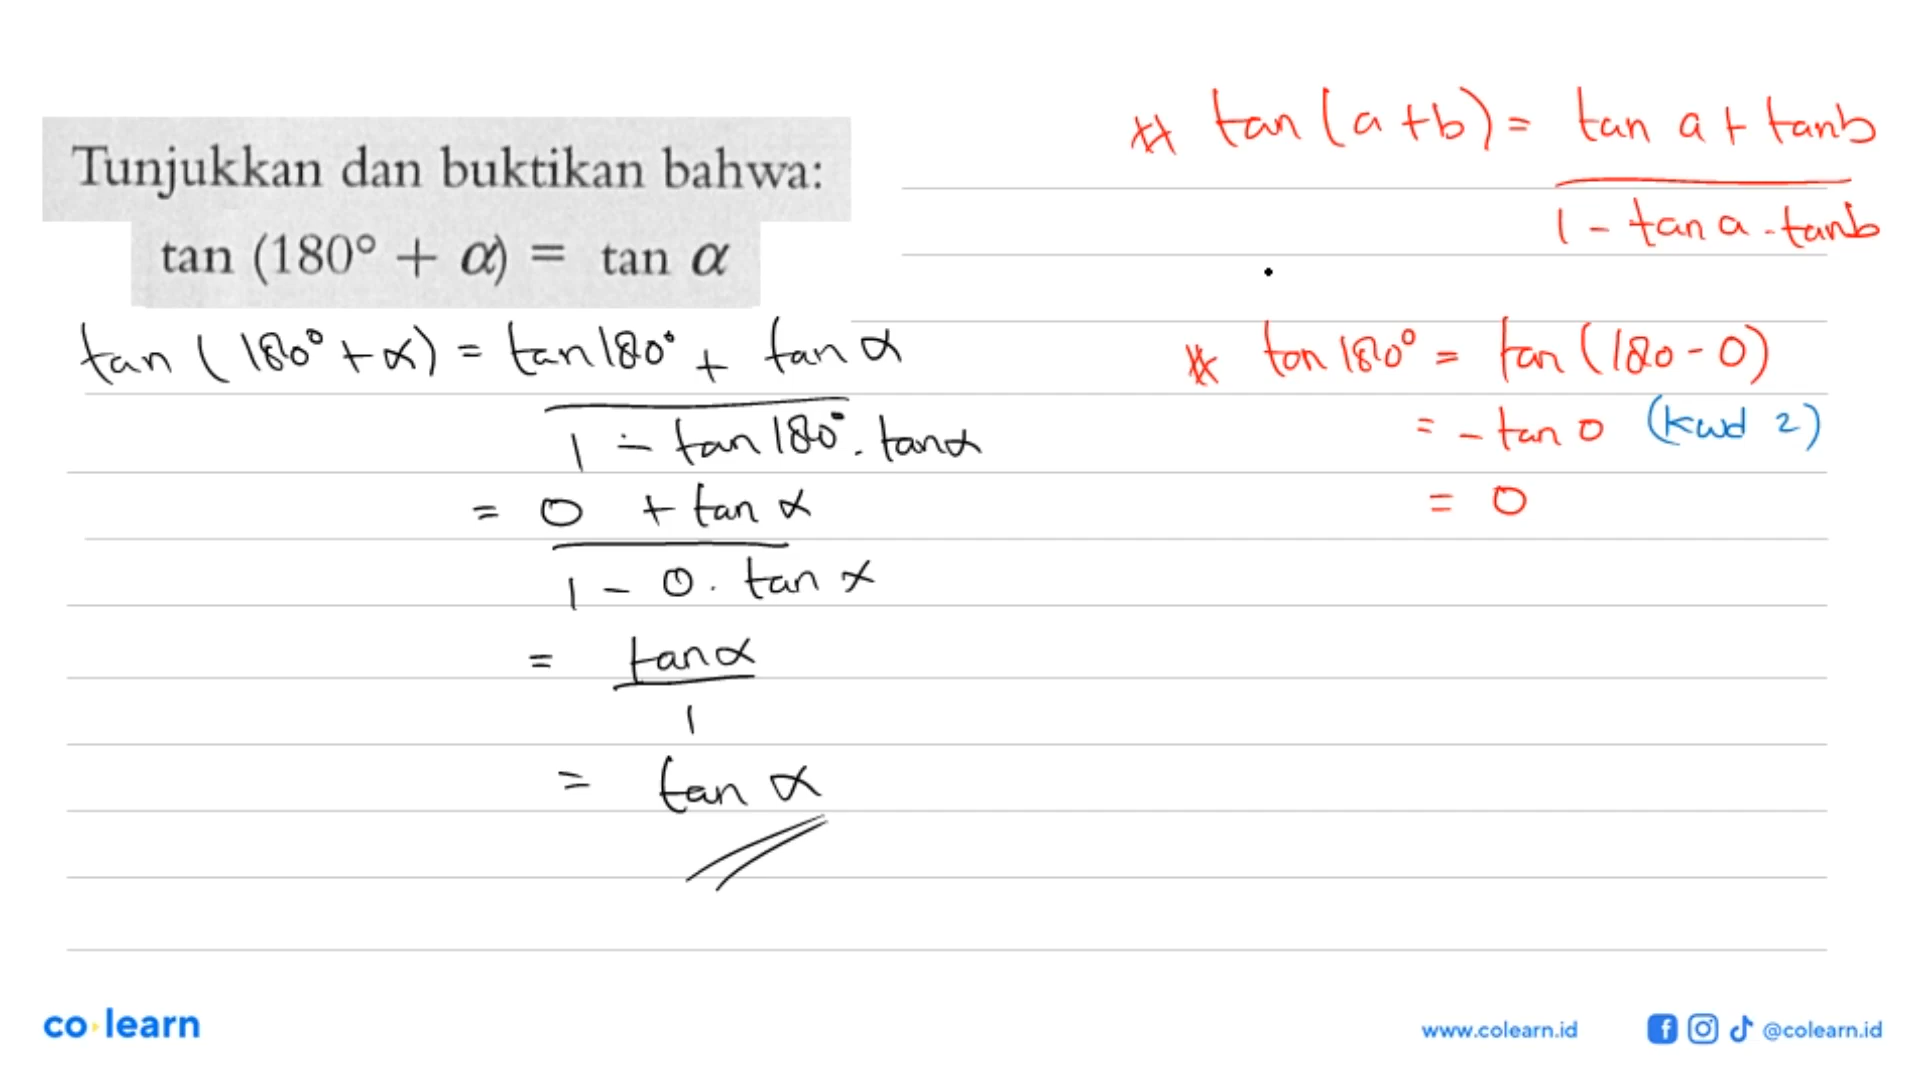 Tunjukkan dan buktikan bahwa:
tan (180° + α) = tan α
tan (180° + α) = tan 180° + tan α
1 - tan 180° . tan α
= 0 + tan α
1 - 0 . tan α
= tan α
1
= tan α
* tan (a + b) = tan a + tan b
1 - tan a . tan b
* tan 180° = tan (180 - 0)
= - tan 0 (kwd 2)
= 0
co learn
www.colearn.id
@colearn.id